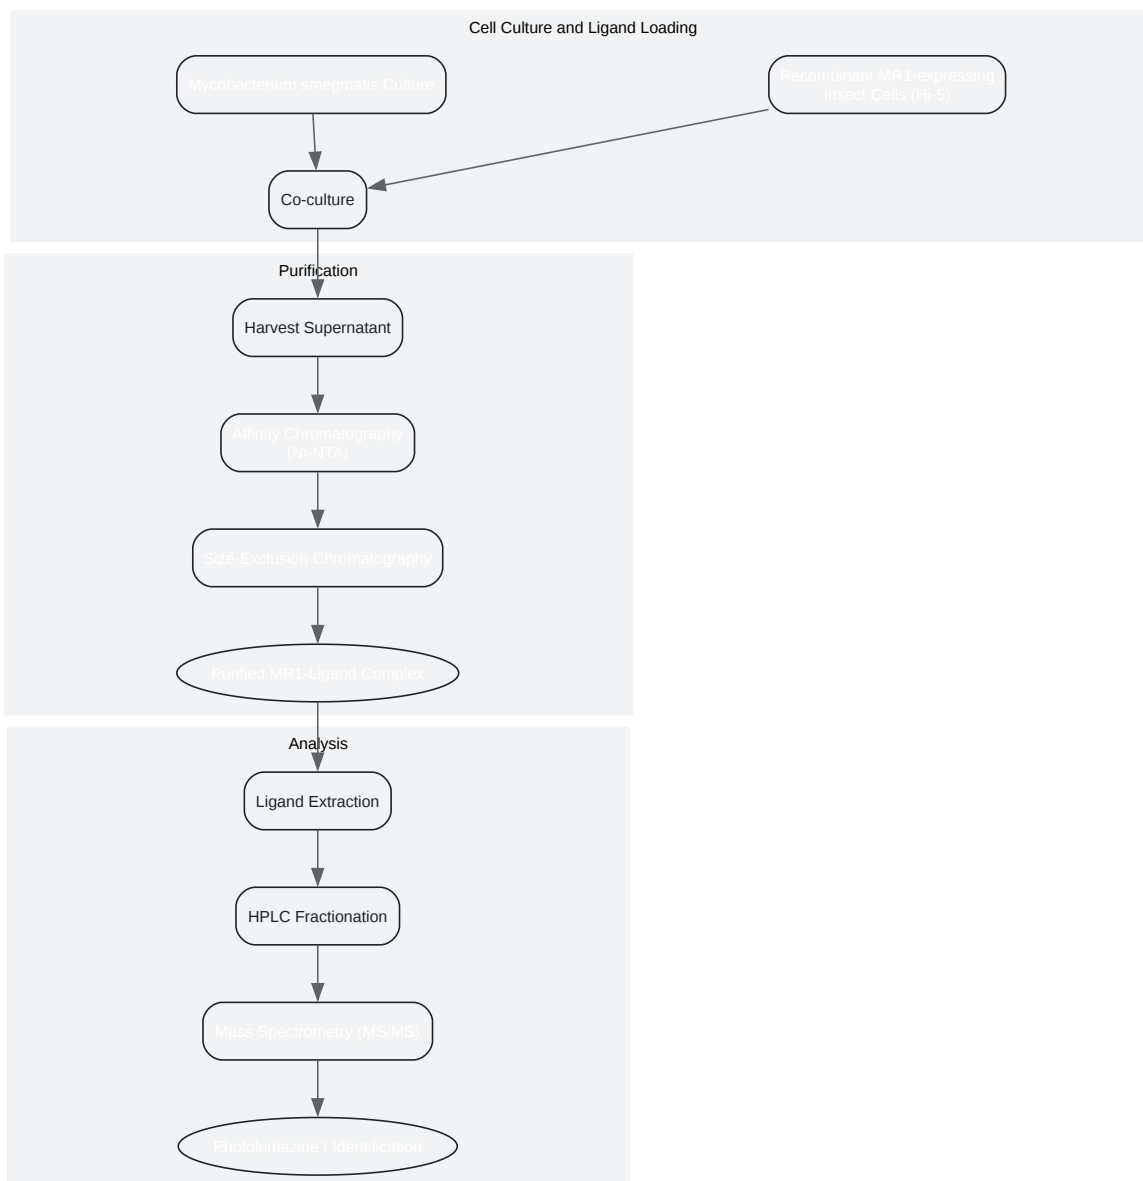 Cell Culture and Ligand Loading
Mycobacterium smegmatis Culture
Recombinant MR1-expressing
Insect Cells (Hi-5)
Co-culture
Purification
Harvest Supernatant
Affinity Chromatography
(Ni-NTA)
Size-Exclusion Chromatography
Purified MR1-Ligand Complex
Analysis
Ligand Extraction
HPLC Fractionation
Mass Spectrometry (MS/MS)
Photolumazine I Identification